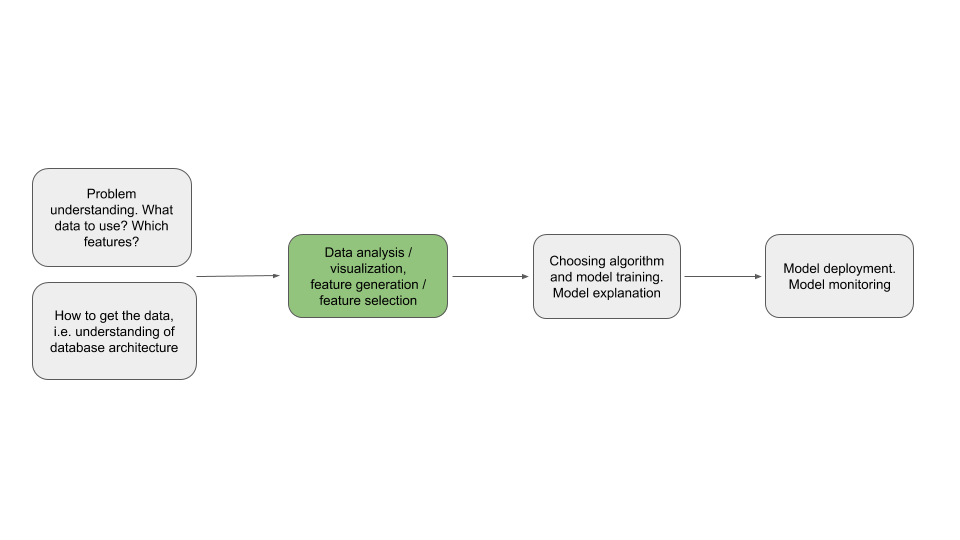 Problem
understanding. What
data to use? Which
features?
How to get the data,
i.e. understanding of
database architecture
Data analysis /
visualization,
feature generation /
feature selection
Choosing algorithm
and model training.
Model explanation
Model deployment.
Model monitoring